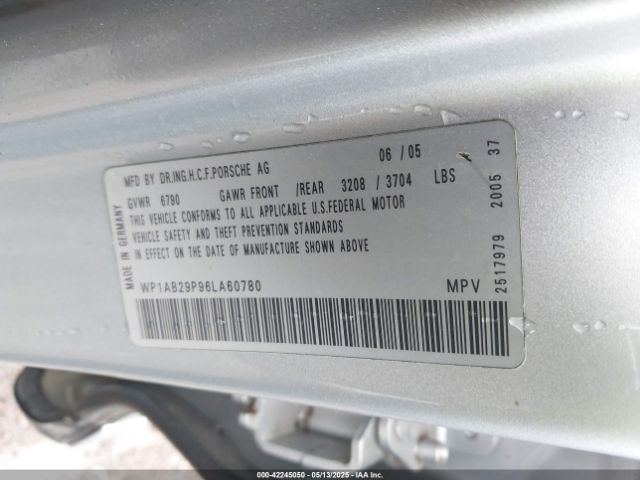 MFD BY DR.ING.H.C.F.PORSCHE AG 06 / 05
GVWR 6790 GAWR FRONT /REAR 3208 / 3704 LBS
THIS VEHICLE CONFORMS TO ALL APPLICABLE U.S.FEDERAL MOTOR
VEHICLE SAFETY AND THEFT PREVENTION STANDARDS
IN EFFECT ON THE DATE OF MANUFACTURE SHOWN ABOVE
WP1AB29P96LA60780 MPV
MADE IN GERMANY
2517979 2005 37
000-42245050 - 05/13/2025 - IAAI.COM